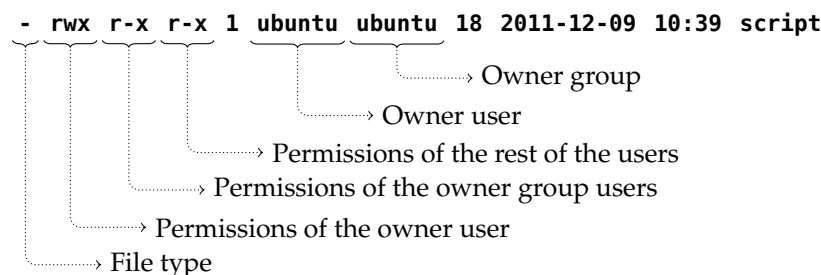 - rwx r-x r-x 1 ubuntu ubuntu 18 2011-12-09 10:39 script
Owner group
Owner user
Permissions of the rest of the users
Permissions of the owner group users
Permissions of the owner user
File type